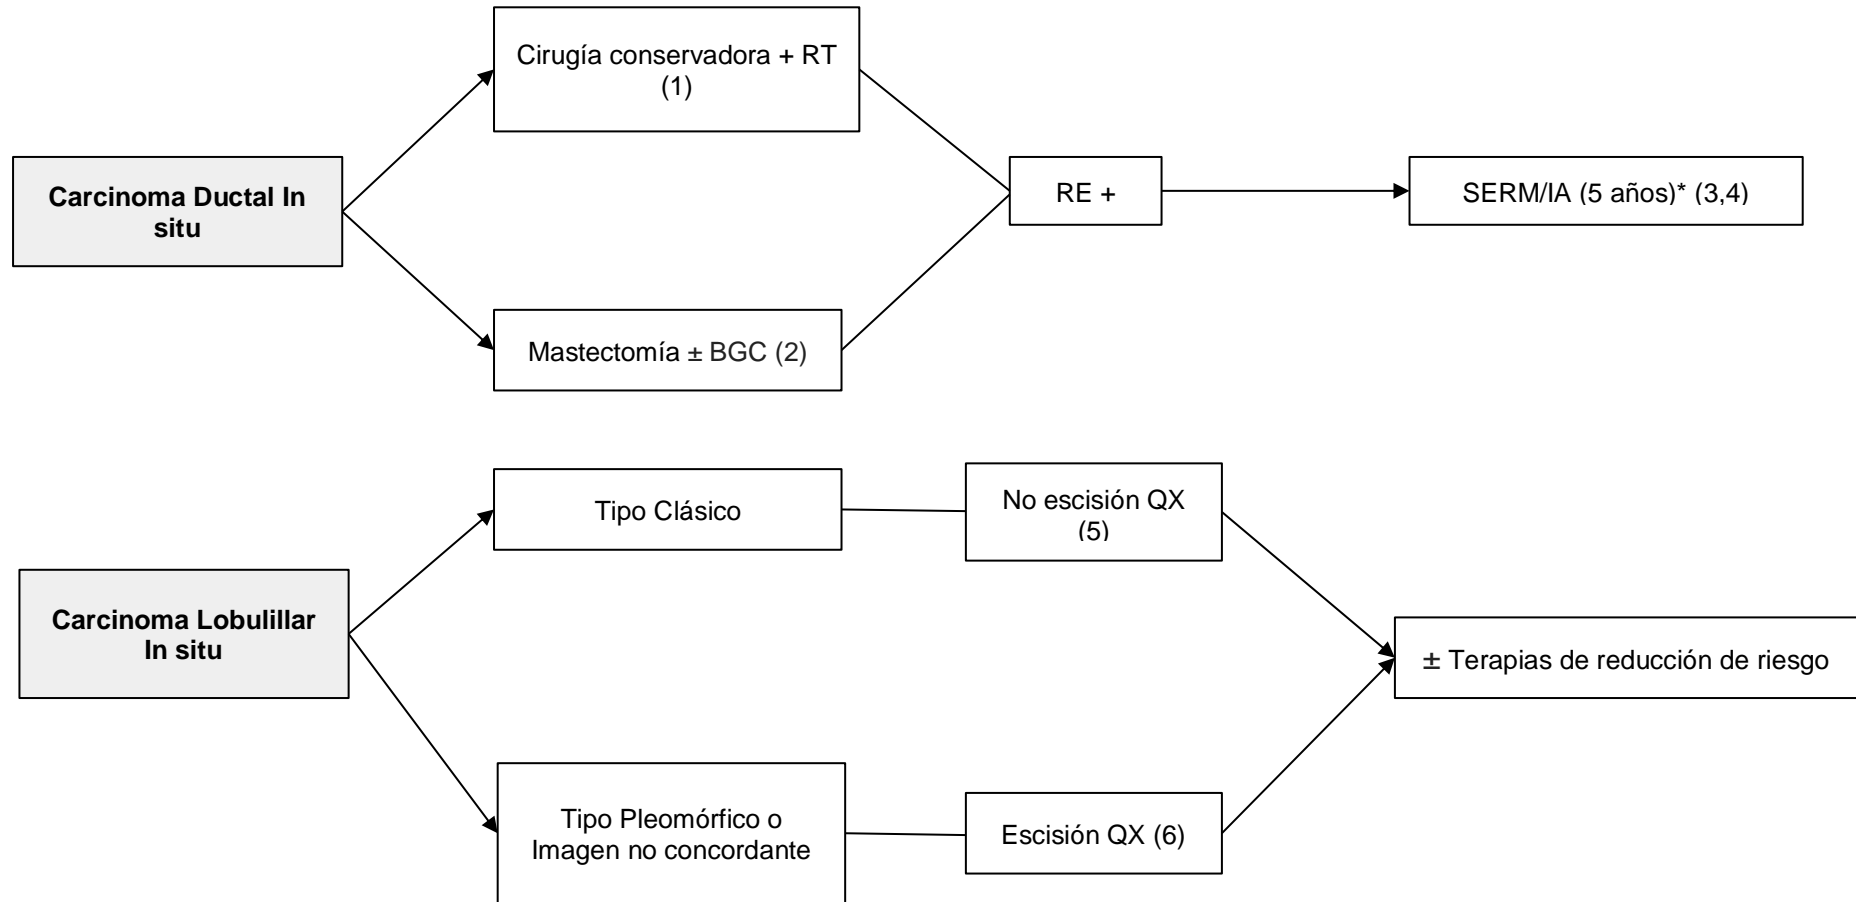 Cirugía conservadora + RT
(1)
Carcinoma Ductal In
situ
RE +
SERM/IA (5 años)* (3,4)
Mastectomía ± BGC (2)
Tipo Clásico
No escisión QX
(5)
Carcinoma Lobulillar
In situ
± Terapias de reducción de riesgo
Tipo Pleomórfico o
Imagen no concordante
Escisión QX (6)